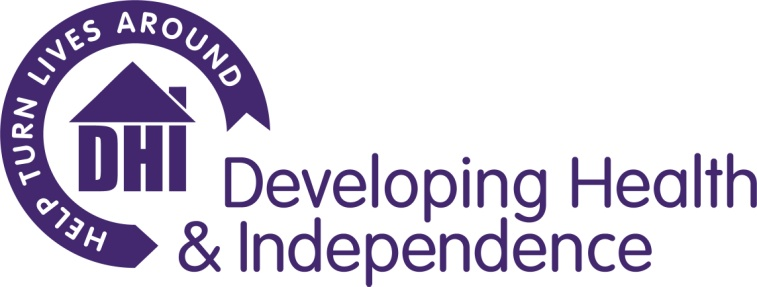 HELP TURN LIVES AROUND
DHI
Developing Health
& Independence